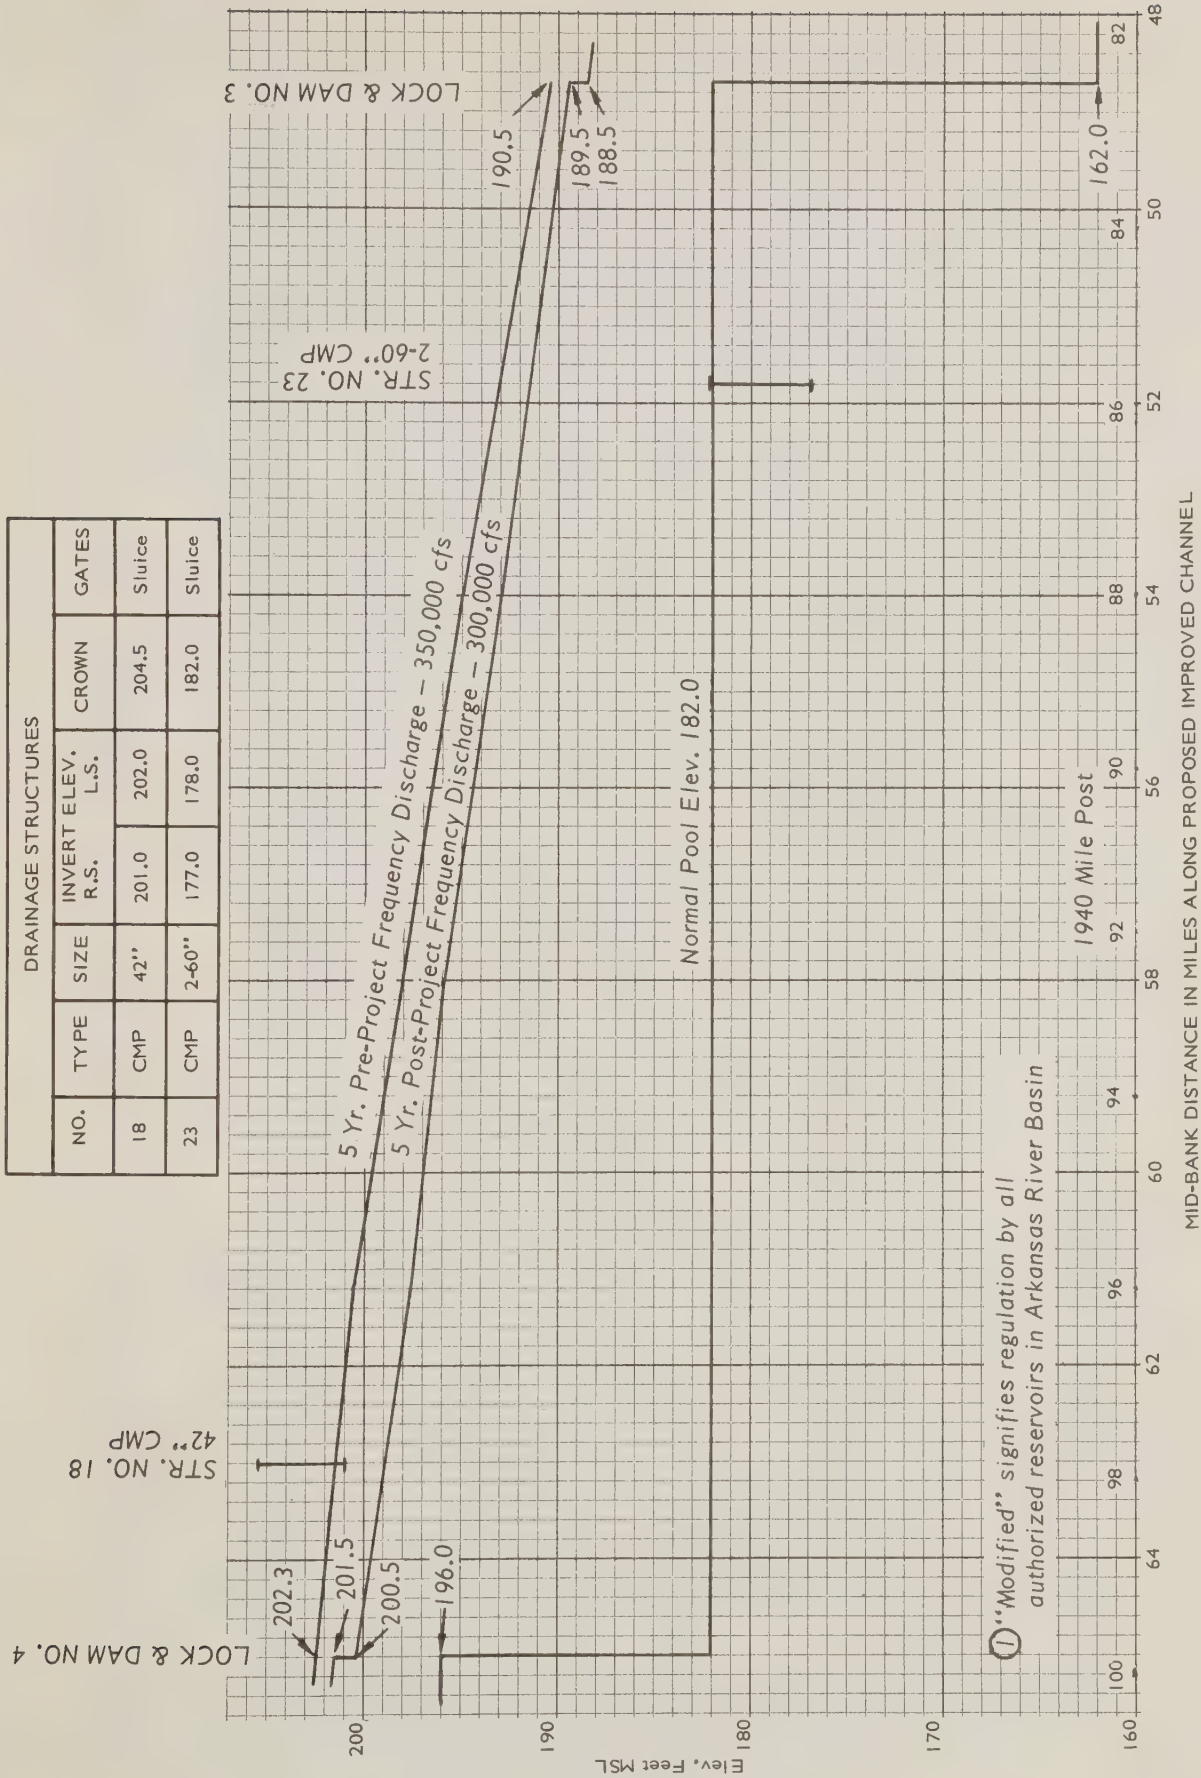 DRAINAGE STRUCTURES
NO. TYPE SIZE INVERT ELEV. CROWN GATES
R.S. L.S.
18 CMP 42" 201.0 202.0 204.5 Sluice
23 CMP 2-60" 177.0 178.0 182.0 Sluice
LOCK & DAM NO. 4
STR. NO. 18
42" CMP
STR. NO. 23
2-60" CMP
LOCK & DAM NO. 3
202.3
201.5
200.5
196.0
190.5
189.5
188.5
162.0
5 Yr. Pre-Project Frequency Discharge – 350,000 cfs
5 Yr. Post-Project Frequency Discharge – 300,000 cfs
Normal Pool Elev. 182.0
1940 Mile Post
① "Modified" signifies regulation by all
authorized reservoirs in Arkansas River Basin
Elev. Feet MSL
200
190
180
170
160
100 98 96 94 92 90 88 86 84 82
64 62 60 58 56 54 52 50 48
MID-BANK DISTANCE IN MILES ALONG PROPOSED IMPROVED CHANNEL